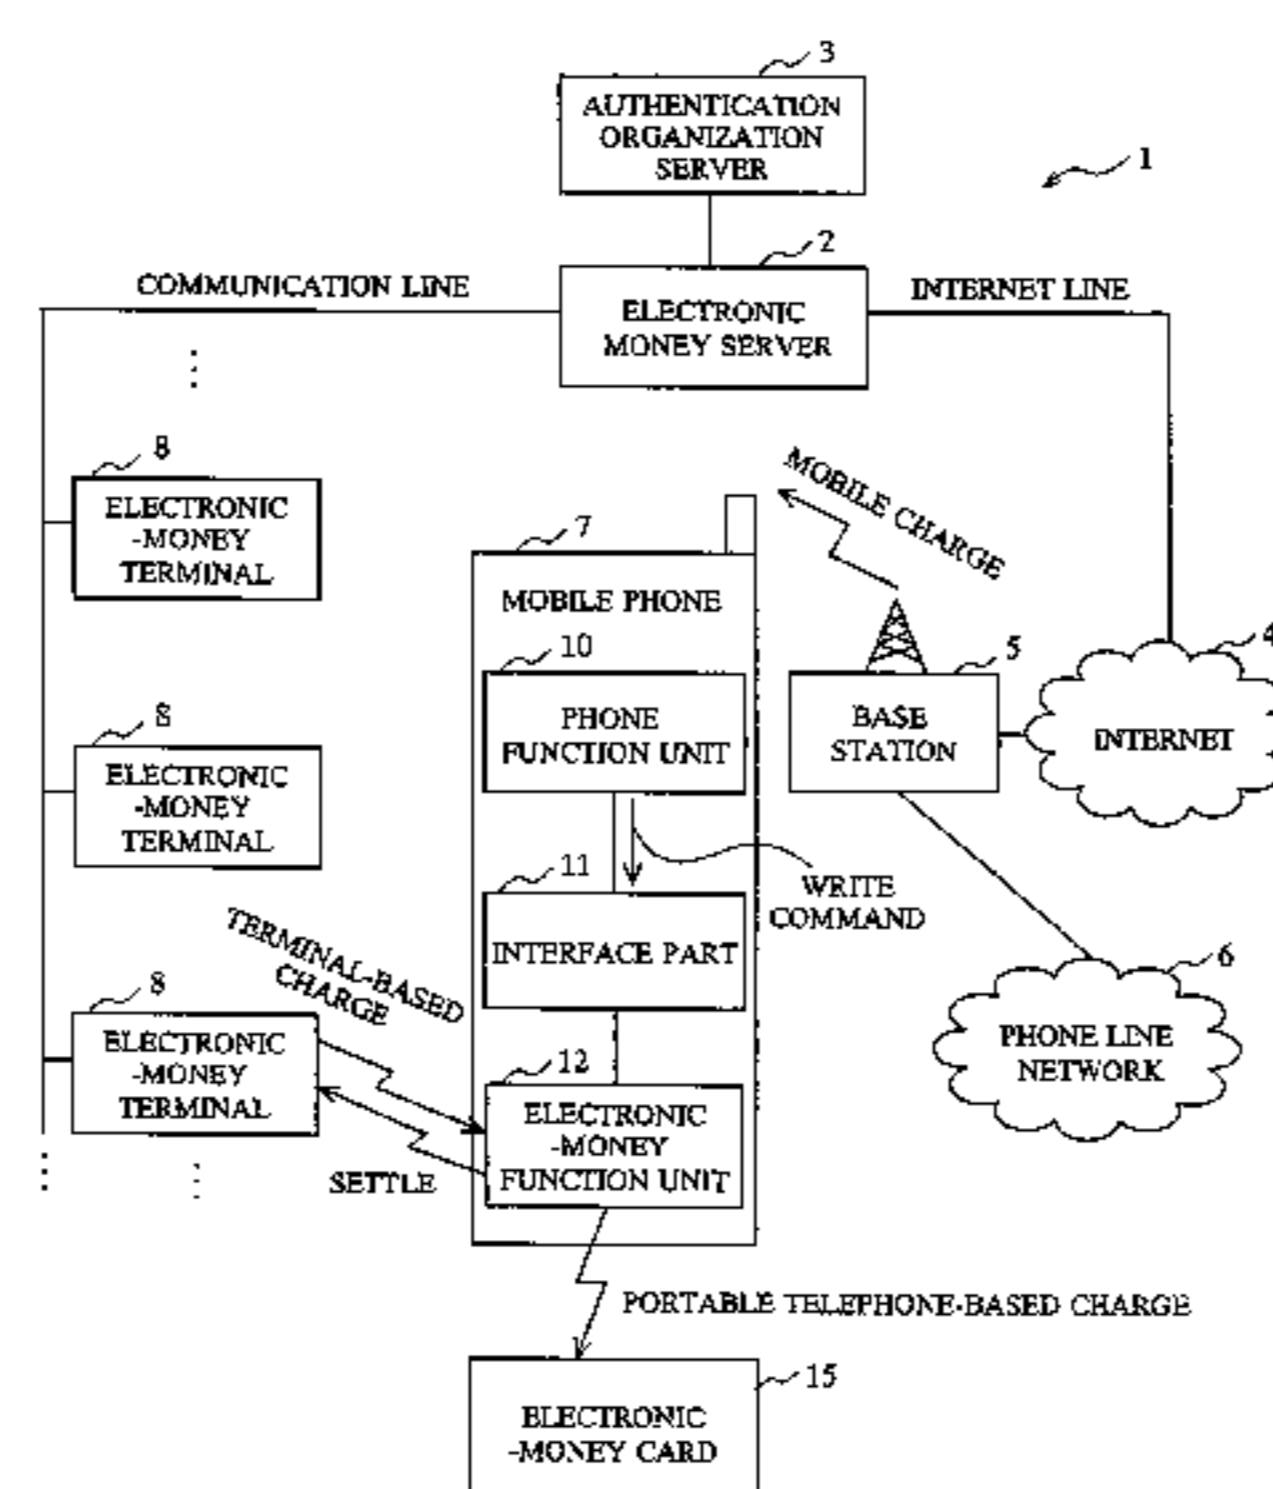 3
AUTHENTICATION
ORGANIZATION
SERVER
1
2
COMMUNICATION LINE
INTERNET LINE
ELECTRONIC
MONEY SERVER
8
ELECTRONIC
-MONEY
TERMINAL
MOBILE CHARGE
7
MOBILE PHONE
10
PHONE
FUNCTION UNIT
5
BASE
STATION
4
INTERNET
8
ELECTRONIC
-MONEY
TERMINAL
WRITE
COMMAND
11
INTERFACE PART
TERMINAL-BASED
CHARGE
6
PHONE LINE
NETWORK
8
ELECTRONIC
-MONEY
TERMINAL
12
ELECTRONIC
-MONEY
FUNCTION UNIT
SETTLE
PORTABLE TELEPHONE-BASED CHARGE
15
ELECTRONIC
-MONEY CARD